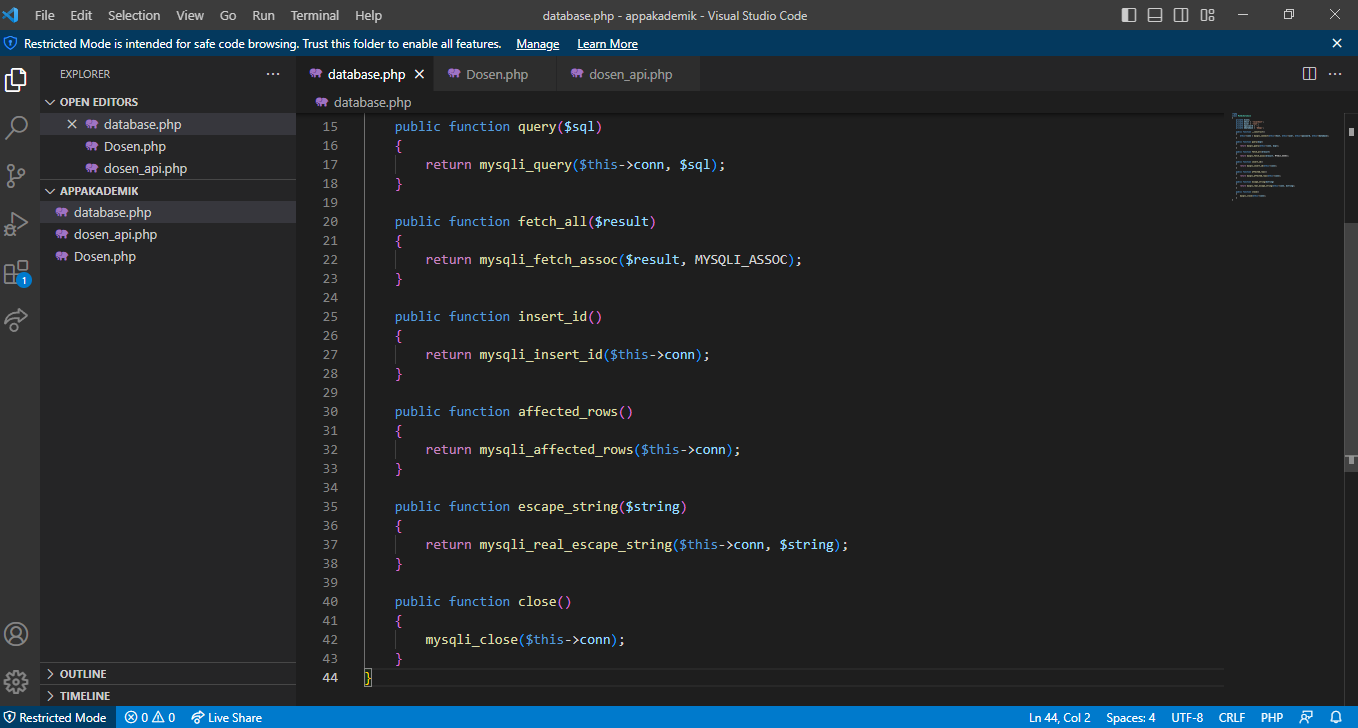 File Edit Selection View Go Run Terminal Help
database.php - appakademik - Visual Studio Code
Restricted Mode is intended for safe code browsing. Trust this folder to enable all features. Manage Learn More
EXPLORER
OPEN EDITORS
database.php
Dosen.php
dosen_api.php
APPAKADEMIK
database.php
dosen_api.php
Dosen.php
1
OUTLINE
TIMELINE
database.php Dosen.php dosen_api.php
database.php
15 public function query($sql)
16 {
17 return mysqli_query($this->conn, $sql);
18 }
19
20 public function fetch_all($result)
21 {
22 return mysqli_fetch_assoc($result, MYSQLI_ASSOC);
23 }
24
25 public function insert_id()
26 {
27 return mysqli_insert_id($this->conn);
28 }
29
30 public function affected_rows()
31 {
32 return mysqli_affected_rows($this->conn);
33 }
34
35 public function escape_string($string)
36 {
37 return mysqli_real_escape_string($this->conn, $string);
38 }
39
40 public function close()
41 {
42 mysqli_close($this->conn);
43 }
44 }
Restricted Mode 0 0 Live Share Ln 44, Col 2 Spaces: 4 UTF-8 CRLF PHP